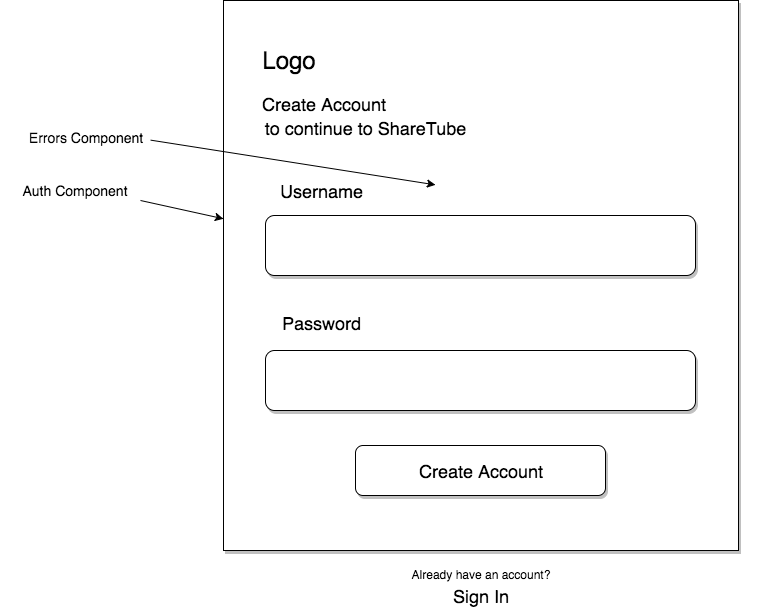 Logo
Create Account
to continue to ShareTube
Errors Component
Auth Component
Username
Password
Create Account
Already have an account?
Sign In